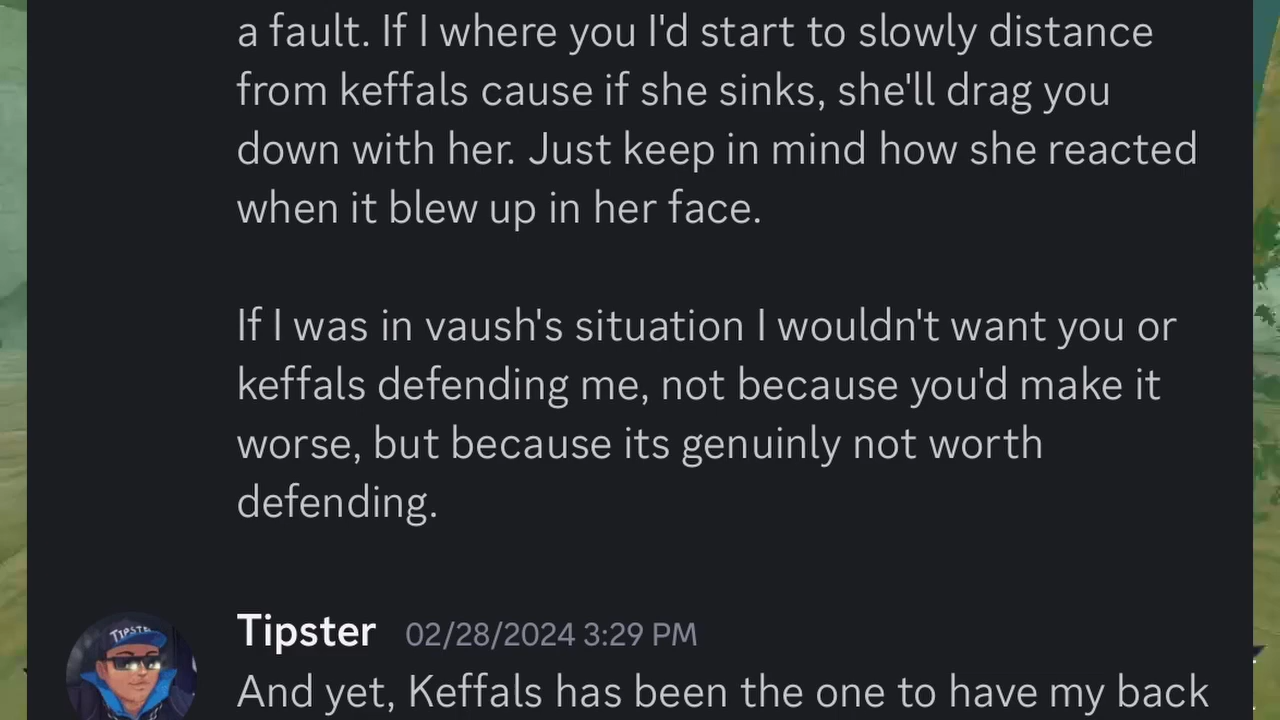 a fault. If I where you I'd start to slowly distance
from keffals cause if she sinks, she'll drag you
down with her. Just keep in mind how she reacted
when it blew up in her face.
If I was in vaush's situation I wouldn't want you or
keffals defending me, not because you'd make it
worse, but because its genuinly not worth
defending.
TIPSTE
Tipster 02/28/2024 3:29 PM
And yet, Keffals has been the one to have my back